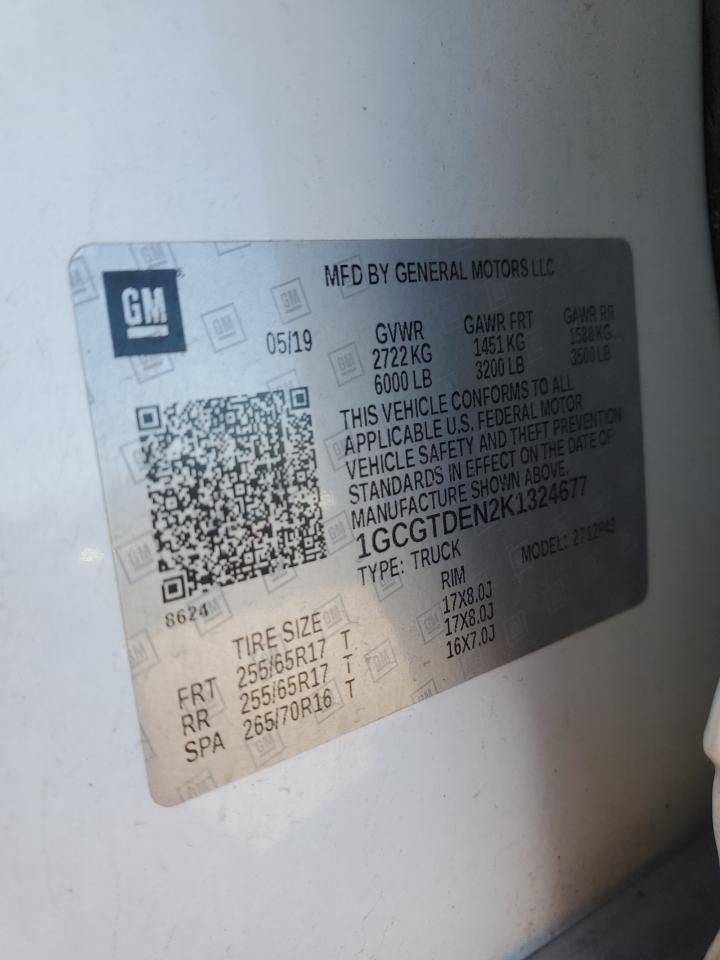 GM
MFD BY GENERAL MOTORS LLC
05/19
GVWR GAWR FRT GAWR RR
2722 KG 1451 KG 1588 KG
6000 LB 3200 LB 3500 LB
THIS VEHICLE CONFORMS TO ALL
APPLICABLE U.S. FEDERAL MOTOR
VEHICLE SAFETY AND THEFT PREVENTION
STANDARDS IN EFFECT ON THE DATE OF
MANUFACTURE SHOWN ABOVE.
1GCGTDEN2K1324677
TYPE: TRUCK MODEL: 2712P43
8624
TIRE SIZE RIM
FRT 255/65R17 T 17X8.0J
RR 255/65R17 T 17X8.0J
SPA 265/70R16 T 16X7.0J